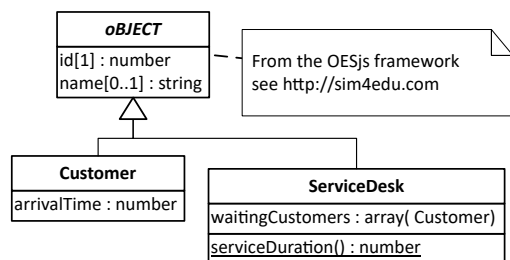 oBJECT
id[1] : number
name[0..1] : string
From the OESjs framework
see http://sim4edu.com
Customer
arrivalTime : number
ServiceDesk
waitingCustomers : array( Customer)
serviceDuration() : number